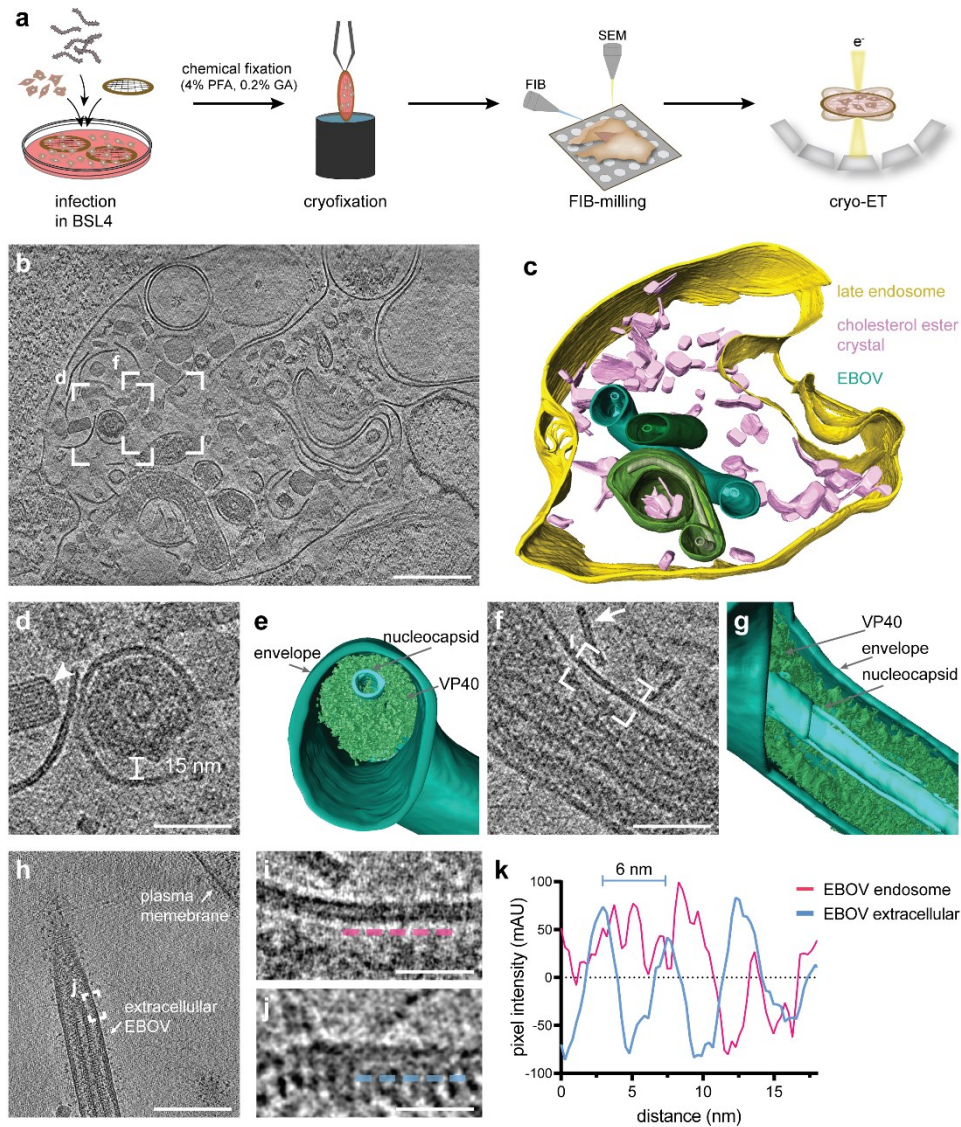 a
chemical fixation
(4% PFA, 0.2% GA)
SEM
FIB
e-
infection
in BSL4
cryofixation
FIB-milling
cryo-ET
b
d
f
c
late endosome
cholesterol ester
crystal
EBOV
d
15 nm
e
nucleocapsid
envelope
VP40
f
g
VP40
envelope
nucleocapsid
h
plasma
memebrane
j
extracellullar
EBOV
i
j
k
6 nm
EBOV endosome
EBOV extracellular
pixel intensity (mAU)
100
50
0
-50
-100
0
5
10
15
distance (nm)